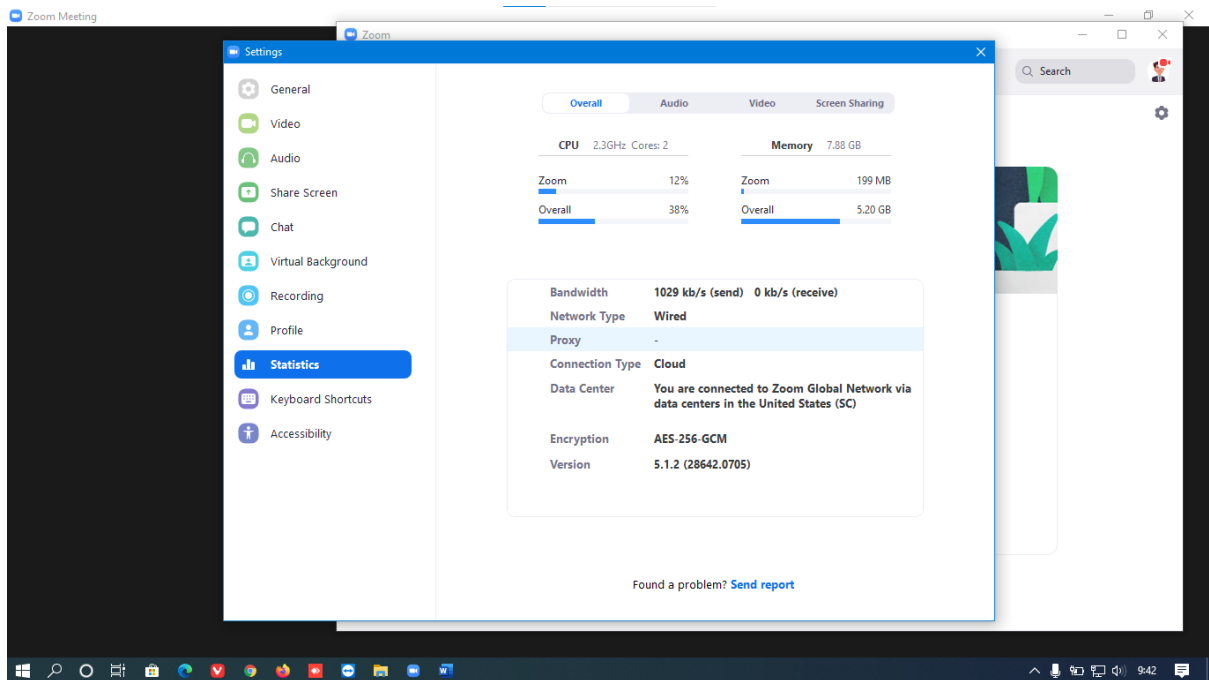 Zoom Meeting
Zoom
Settings
Search
General
Video
Audio
Share Screen
Chat
Virtual Background
Recording
Profile
Statistics
Keyboard Shortcuts
Accessibility
Overall Audio Video Screen Sharing
CPU 2.3GHz Cores: 2 Memory 7.88 GB
Zoom 12% Zoom 199 MB
Overall 38% Overall 5.20 GB
Bandwidth 1029 kb/s (send) 0 kb/s (receive)
Network Type Wired
Proxy -
Connection Type Cloud
Data Center You are connected to Zoom Global Network via
data centers in the United States (SC)
Encryption AES-256-GCM
Version 5.1.2 (28642.0705)
Found a problem? Send report
9:42